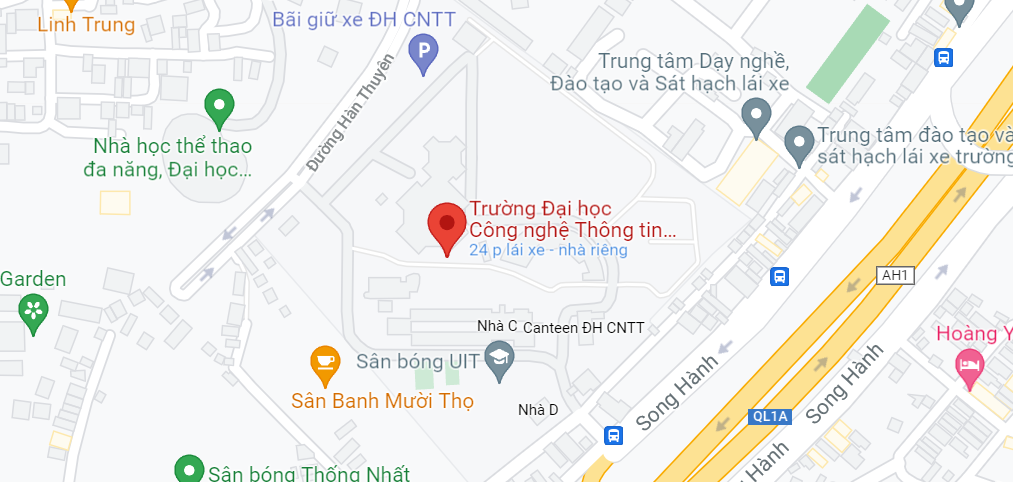 Linh Trung
Bãi giữ xe ĐH CNTT
P
Đường Hàn Thuyên
Trung tâm Dạy nghề,
Đào tạo và Sát hạch lái xe
Nhà học thể thao
đa năng, Đại học...
Trung tâm đào tạo và
sát hạch lái xe trường
Trường Đại học
Công nghệ Thông tin...
24 p lái xe - nhà riêng
Garden
AH1
Nhà C
Canteen ĐH CNTT
Hoàng Y
Sân bóng UIT
Sân Banh Mười Thọ
Song Hành
Song Hành
Nhà D
QL1A
Hành
Sân bóng Thống Nhất